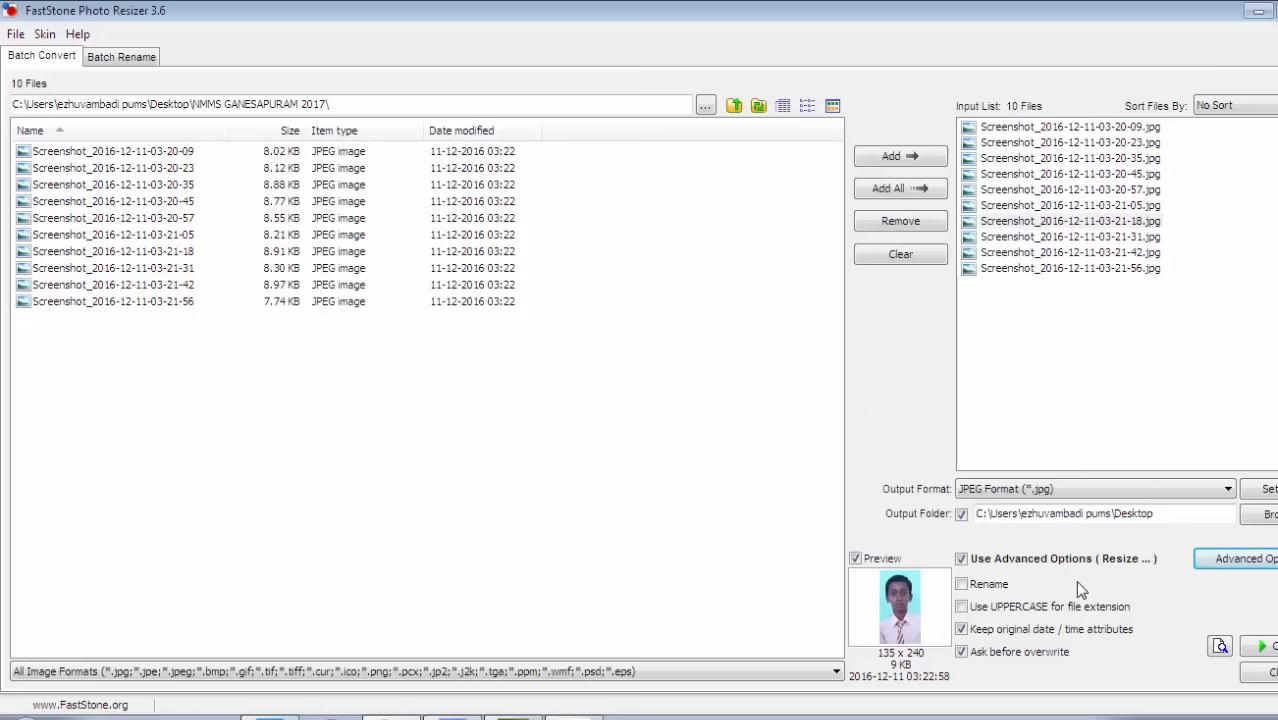 FastStone Photo Resizer 3.6
File Skin Help
Batch Convert Batch Rename
10 Files
C:\Users\ezhuvambadi pums\Desktop\NMMS GANESAPURAM 2017\
...
Input List: 10 Files Sort Files By: No Sort
Name Size Item type Date modified
Screenshot_2016-12-11-03-20-09 8.12 KB JPEG image 11-12-2016 03:22
Screenshot_2016-12-11-03-20-23 8.12 KB JPEG image 11-12-2016 03:22
Screenshot_2016-12-11-03-20-35 8.88 KB JPEG image 11-12-2016 03:22
Screenshot_2016-12-11-03-20-45 JPEG image 11-12-2016 03:22
Screenshot_2016-12-11-03-20-57 JPEG image 11-12-2016 03:22
Screenshot_2016-12-11-03-21-05 JPEG image 11-12-2016 03:22
Screenshot_2016-12-11-03-21-18 JPEG image 11-12-2016 03:22
Screenshot_2016-12-11-03-21-31 JPEG image 11-12-2016 03:22
Screenshot_2016-12-11-03-21-42 8.97 KB JPEG image 11-12-2016 03:22
Screenshot_2016-12-11-03-21-56 7.74 KB JPEG image 11-12-2016 03:22
Add
Add All
Remove
Clear
Screenshot_2016-12-11-03-20-09.jpg
Screenshot_2016-12-11-03-20-23.jpg
Screenshot_2016-12-11-03-20-35.jpg
Screenshot_2016-12-11-03-20-45.jpg
Screenshot_2016-12-11-03-20-57.jpg
Screenshot_2016-12-11-03-21-05.jpg
Screenshot_2016-12-11-03-21-18.jpg
Screenshot_2016-12-11-03-21-31.jpg
Screenshot_2016-12-11-03-21-42.jpg
Screenshot_2016-12-11-03-21-56.jpg
Output Format: JPEG Format (*.jpg) Set
Output Folder: C:\Users\ezhuvambadi pums\Desktop Bro
Preview Use Advanced Options ( Resize ... ) Advanced Op
Rename
Use UPPERCASE for file extension
Keep original date / time attributes
Ask before overwrite
135 x 240
9 KB
2016-12-11 03:22:58
All Image Formats (*.jpg;*.jpe;*.jpeg;*.bmp;*.gif;*.tif;*.tiff;*.cur;*.ico;*.png;*.pcx;*.jp2;*.j2k;*.tga;*.ppm;*.wmf;*.psd;*.eps)
www.FastStone.org